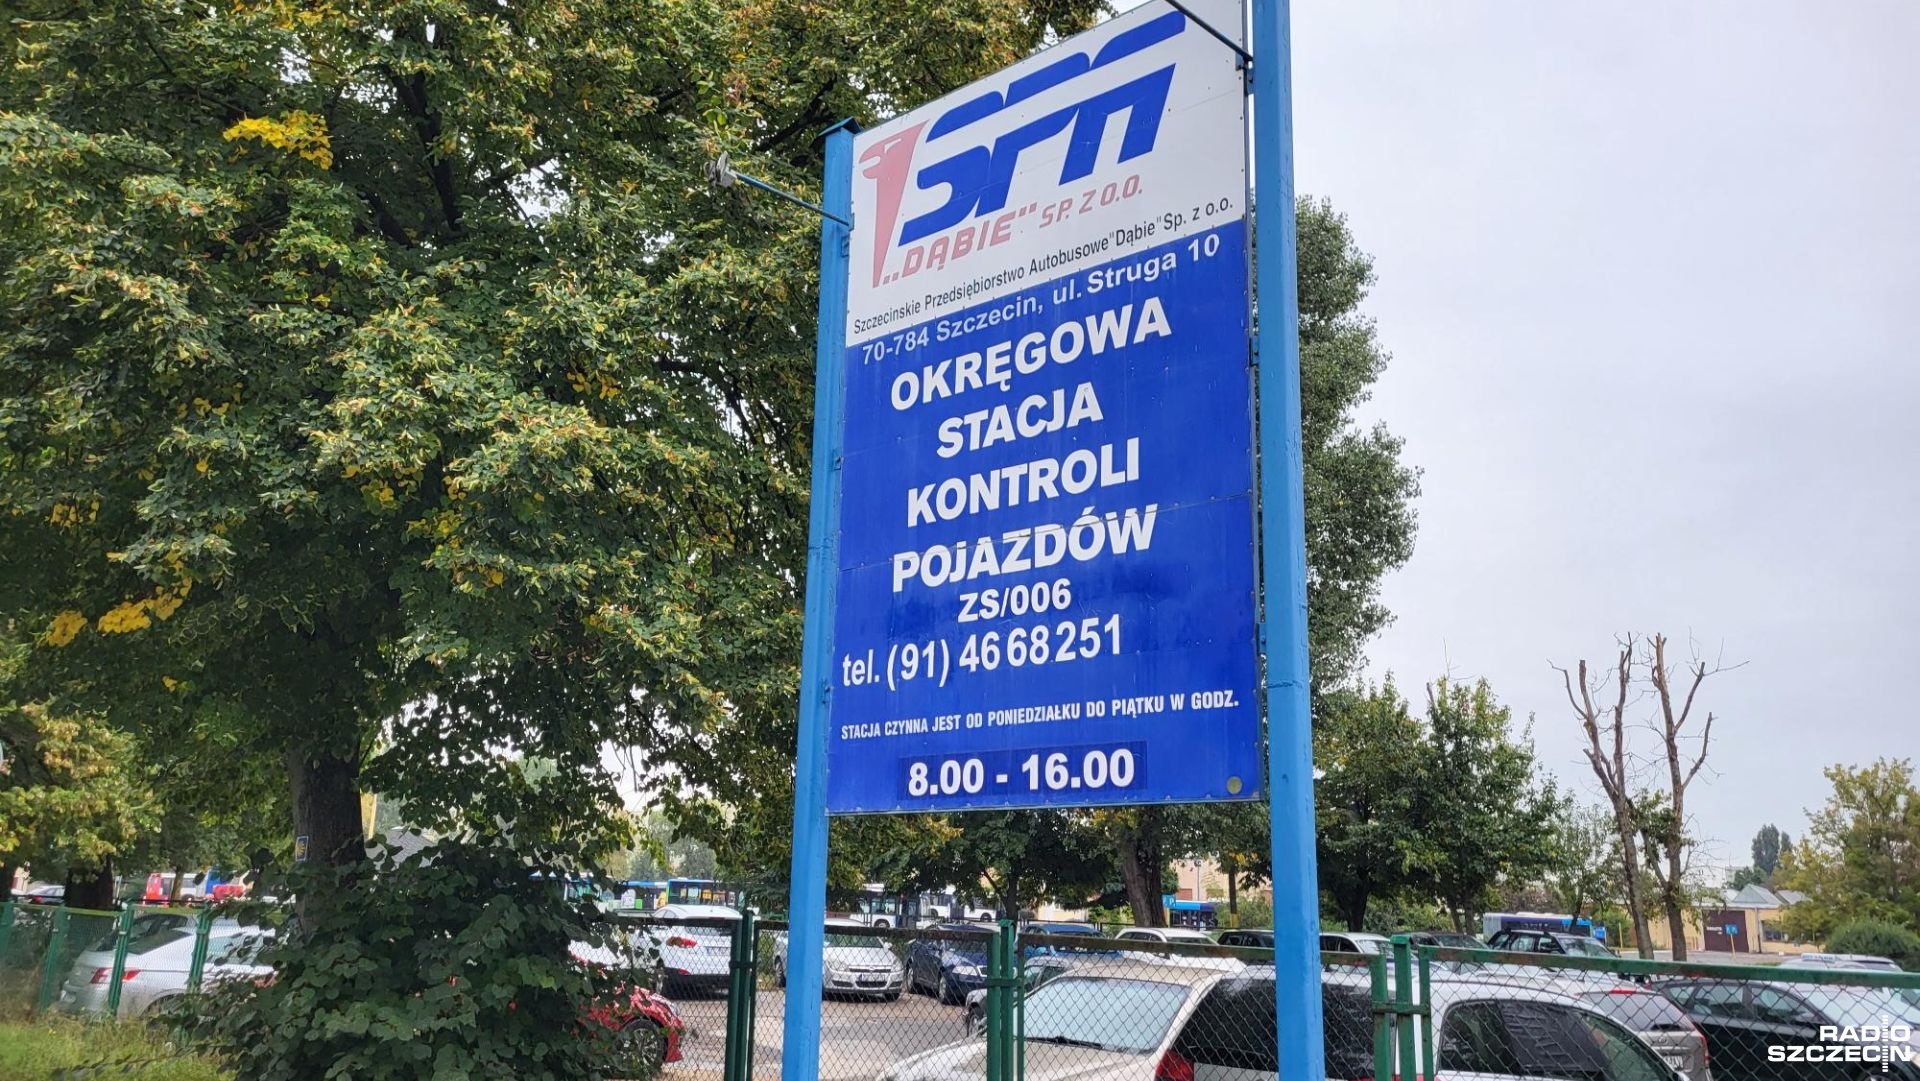 SPA
„DĄBIE" SP. Z O.O.
Szczecinskie Przedsiębiorstwo Autobusowe"Dąbie"Sp. z o.o.
70-784 Szczecin, ul. Struga 10
OKRĘGOWA
STACJA
KONTROLI
POJAZDÓW
ZS/006
tel. (91) 46 68 251
STACJA CZYNNA JEST OD PONIEDZIAŁKU DO PIĄTKU W GODZ.
8.00 - 16.00
RADIO
SZCZECIN